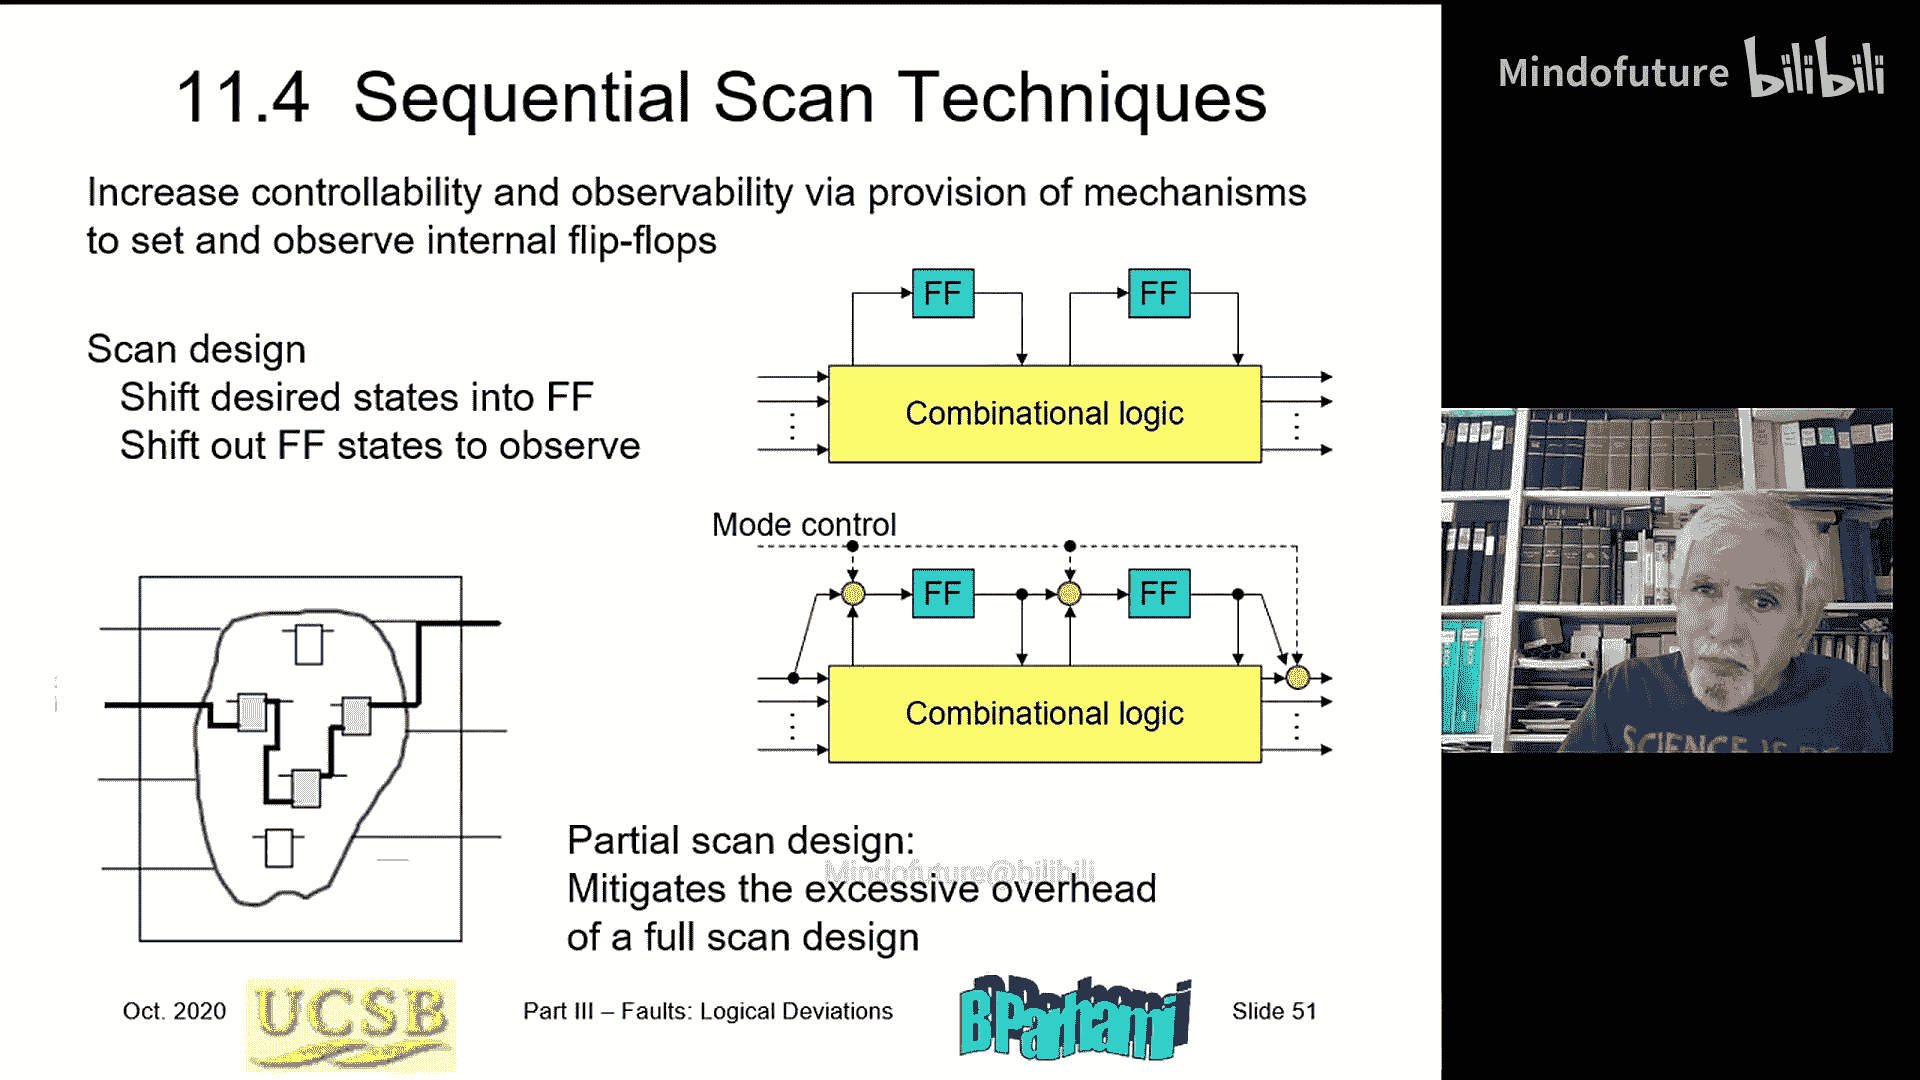 11.4 Sequential Scan Techniques
Increase controllability and observability via provision of mechanisms
to set and observe internal flip-flops
Scan design
Shift desired states into FF
Shift out FF states to observe
FF
FF
Combinational logic
Mode control
FF
FF
Combinational logic
Partial scan design:
Mitigates the excessive overhead
of a full scan design
Mindofuture@bilibili
Oct. 2020
UCSB
Part III – Faults: Logical Deviations
BParhami
Slide 51
Mindofuture bilibili
SCIENCE IS